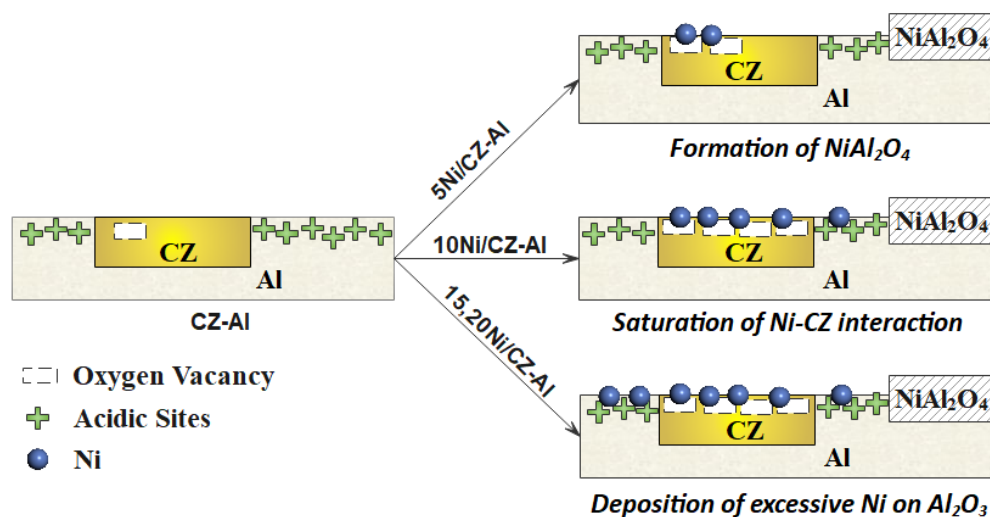 CZ
Al
CZ-Al
Oxygen Vacancy
Acidic Sites
Ni
5Ni/CZ-Al
10Ni/CZ-Al
15,20Ni/CZ-Al
NiAl₂O₄
CZ
Al
Formation of NiAl₂O₄
NiAl₂O₄
CZ
Al
Saturation of Ni-CZ interaction
NiAl₂O₄
CZ
Al
Deposition of excessive Ni on Al₂O₃